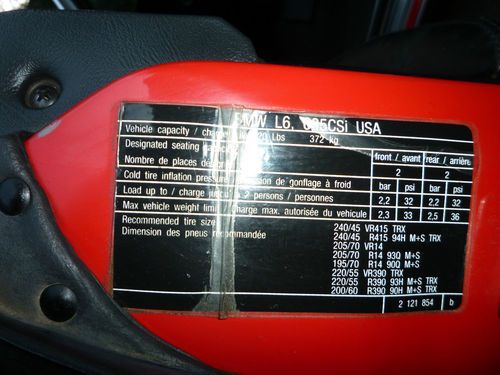 BMW L6, 635CSi USA
Vehicle capacity / charge 820 Lbs 372 kg
Designated seating capacity
Nombre de places front / avant rear / arrière
2 2
Cold tire inflation pressure de gonflage à froid bar psi bar psi
Load up to / charge 2 persons / personnes 2,2 32 2,2 32
Max vehicle weight limit / charge max. autorisée du vehicule 2,3 33 2,5 36
Recommended tire size
Dimension des pneus recommandée
240/45 VR415 TRX
240/45 R415 94H M+S TRX
205/70 VR14
205/70 R14 93Q M+S
195/70 R14 90Q M+S
220/55 VR390 TRX
220/55 R390 93H M+S TRX
200/60 R390 90H M+S TRX
2 121 854 b